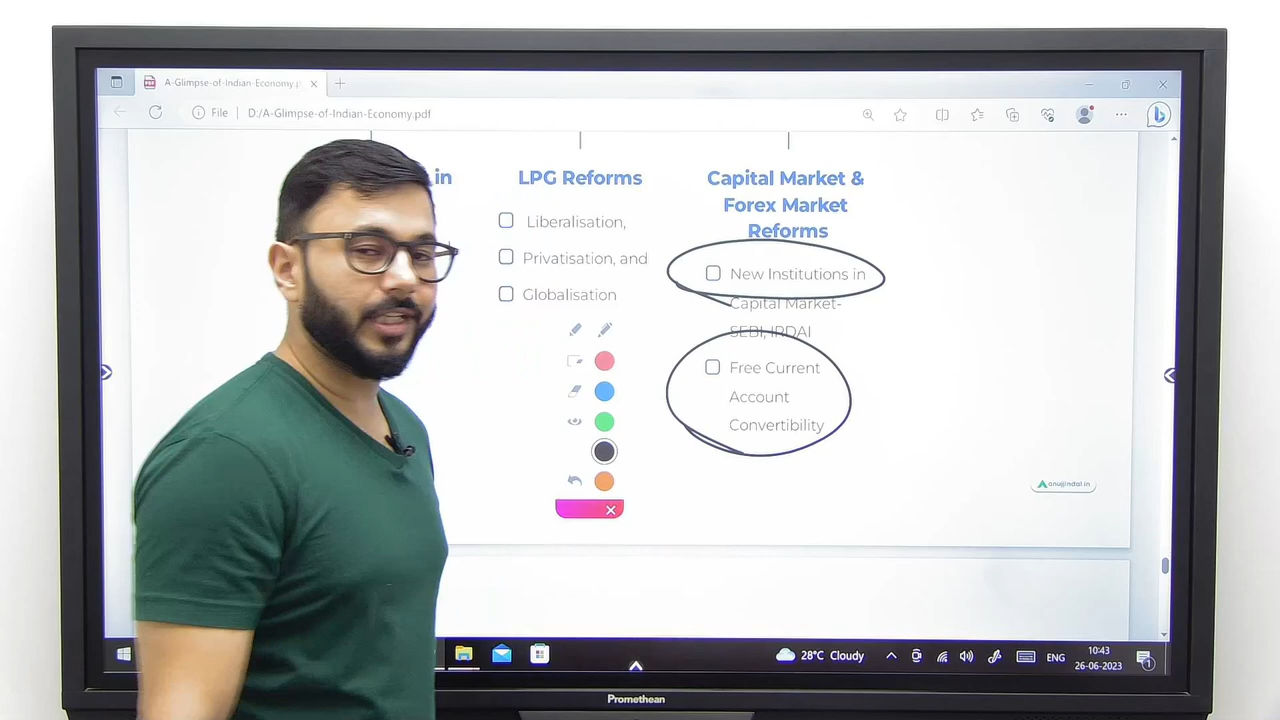 A-Glimpse-of-Indian-Economy.p
File
D:/A-Glimpse-of-Indian-Economy.pdf
in
LPG Reforms
Liberalisation,
Privatisation, and
Globalisation
Capital Market &
Forex Market
Reforms
New Institutions in
Capital Market-
SEBI, IRDAI
Free Current
Account
Convertibility
anujjindal.in
28°C Cloudy
ENG
10:43
26-06-2023
1
Promethean